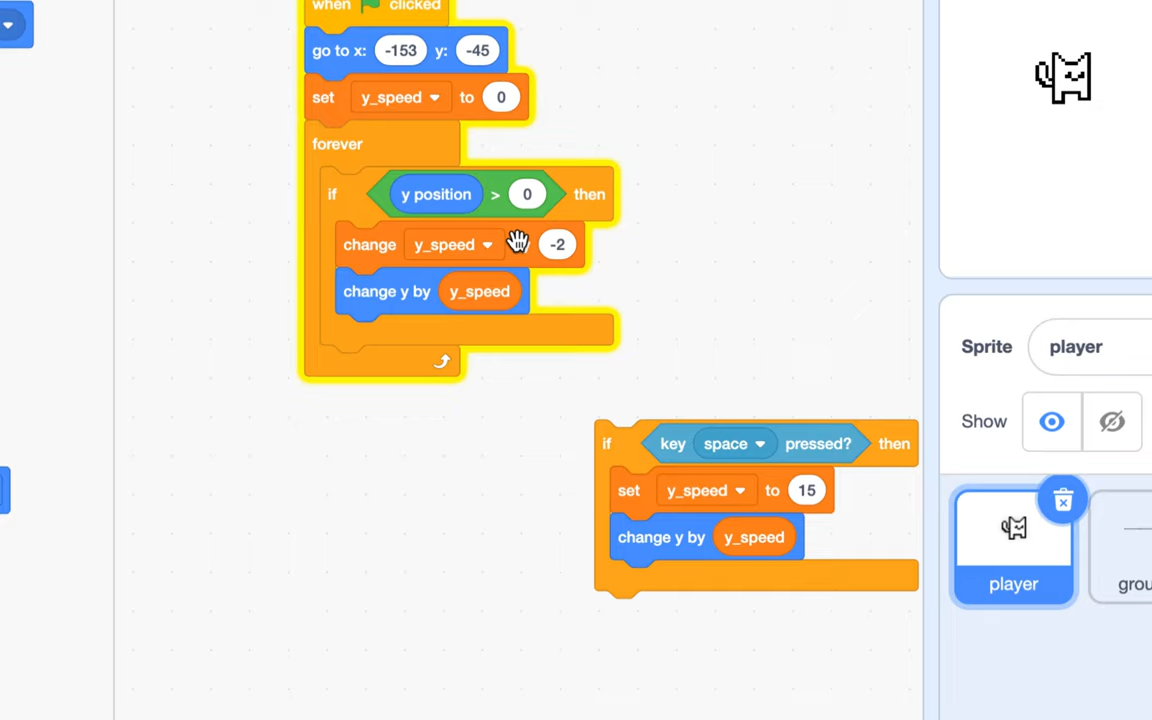 when clicked
go to x: -153 y: -45
set y_speed to 0
forever
if y position > 0 then
change y_speed -2
change y by y_speed
if key space pressed? then
set y_speed to 15
change y by y_speed
Sprite player
Show
player
grou